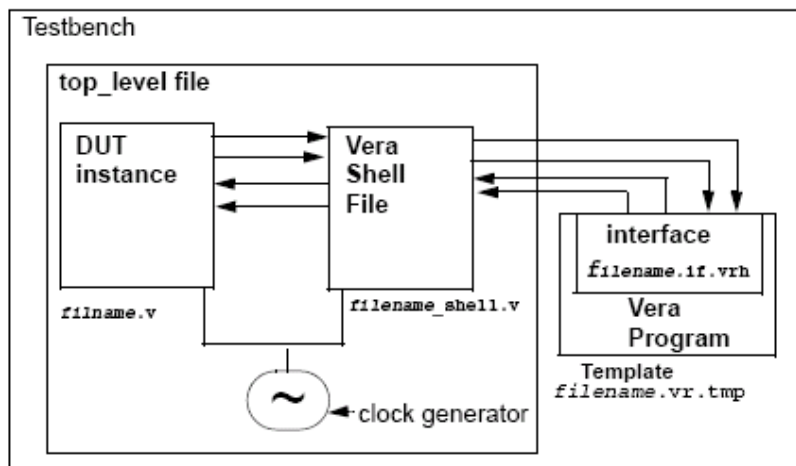 Testbench
top_level file
DUT
instance
Vera
Shell
File
interface
filename.if.vrh
Vera
Program
filname.v
filename_shell.v
Template
filename.vr.tmp
~
clock generator